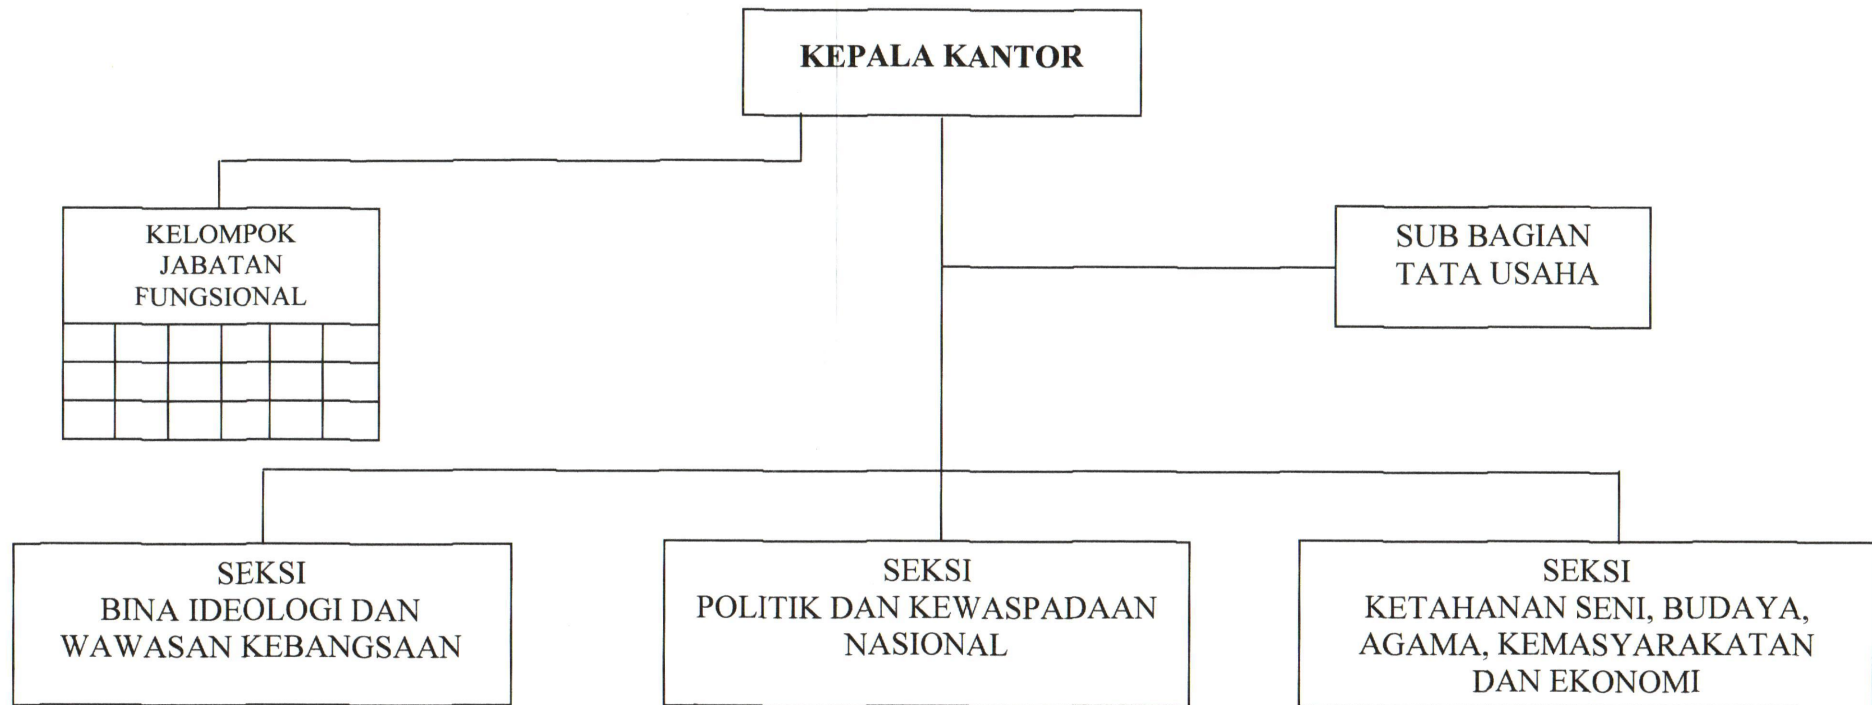 KEPALA KANTOR
KELOMPOK
JABATAN
FUNGSIONAL
SUB BAGIAN
TATA USAHA
SEKSI
BINA IDEOLOGI DAN
WAWASAN KEBANGSAAN
SEKSI
POLITIK DAN KEWASPADAAN
NASIONAL
SEKSI
KETAHANAN SENI, BUDAYA,
AGAMA, KEMASYARAKATAN
DAN EKONOMI